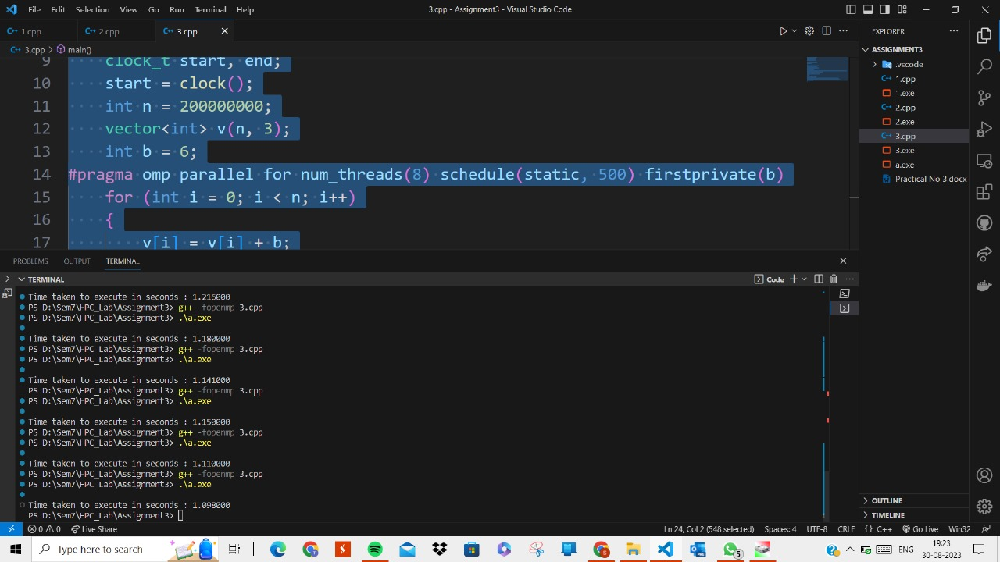 File Edit Selection View Go Run Terminal Help
3.cpp - Assignment3 - Visual Studio Code
1.cpp
2.cpp
3.cpp
3.cpp > main()
9 clock_t start, end;
10 start = clock();
11 int n = 200000000;
12 vector<int> v(n, 3);
13 int b = 6;
14 #pragma omp parallel for num_threads(8) schedule(static, 500) firstprivate(b)
15 for (int i = 0; i < n; i++)
16 {
17 v[i] = v[i] + b;
PROBLEMS OUTPUT TERMINAL
TERMINAL
Code
Time taken to execute in seconds : 1.216000
PS D:\Sem7\HPC_Lab\Assignment3> g++ -fopenmp 3.cpp
PS D:\Sem7\HPC_Lab\Assignment3> .\a.exe
Time taken to execute in seconds : 1.180000
PS D:\Sem7\HPC_Lab\Assignment3> g++ -fopenmp 3.cpp
PS D:\Sem7\HPC_Lab\Assignment3> .\a.exe
Time taken to execute in seconds : 1.141000
PS D:\Sem7\HPC_Lab\Assignment3> g++ -fopenmp 3.cpp
PS D:\Sem7\HPC_Lab\Assignment3> .\a.exe
Time taken to execute in seconds : 1.150000
PS D:\Sem7\HPC_Lab\Assignment3> g++ -fopenmp 3.cpp
PS D:\Sem7\HPC_Lab\Assignment3> .\a.exe
Time taken to execute in seconds : 1.110000
PS D:\Sem7\HPC_Lab\Assignment3> g++ -fopenmp 3.cpp
PS D:\Sem7\HPC_Lab\Assignment3> .\a.exe
Time taken to execute in seconds : 1.098000
PS D:\Sem7\HPC_Lab\Assignment3>
EXPLORER
ASSIGNMENT3
.vscode
1.cpp
1.exe
2.cpp
2.exe
3.cpp
3.exe
a.exe
Practical No 3.docx
OUTLINE
TIMELINE
0 0 Live Share
Ln 24, Col 2 (548 selected) Spaces: 4 UTF-8 CRLF {} C++ Go Live Win32
Type here to search
5
ENG
19:23
30-08-2023